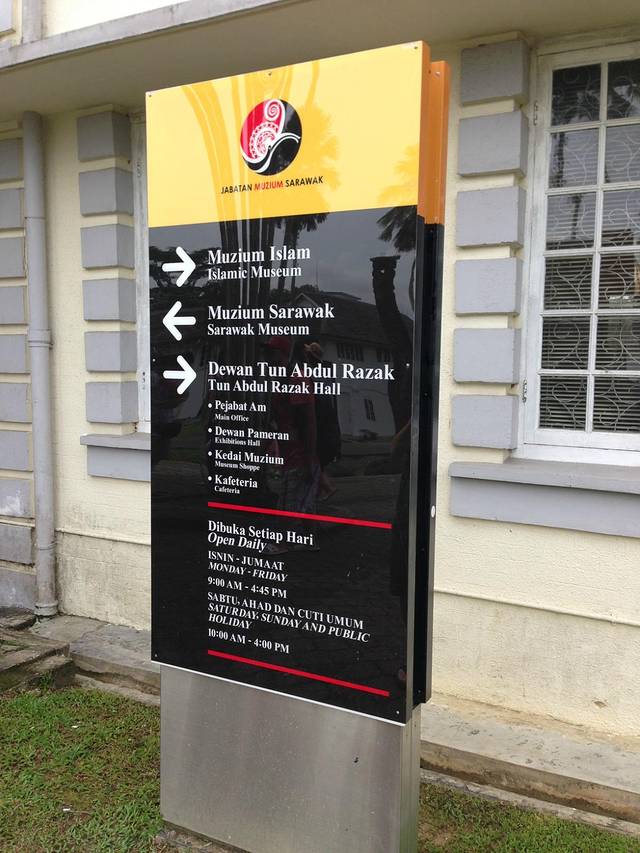 JABATAN MUZIUM SARAWAK
Muzium Islam
Islamic Museum
Muzium Sarawak
Sarawak Museum
Dewan Tun Abdul Razak
Tun Abdul Razak Hall
• Pejabat Am
Main Office
• Dewan Pameran
Exhibitions Hall
• Kedai Muzium
Museum Shoppe
• Kafeteria
Cafeteria
Dibuka Setiap Hari
Open Daily
ISNIN - JUMAAT
MONDAY - FRIDAY
9:00 AM - 4:45 PM
SABTU, AHAD DAN CUTI UMUM
SATURDAY, SUNDAY AND PUBLIC
HOLIDAY
10:00 AM - 4:00 PM